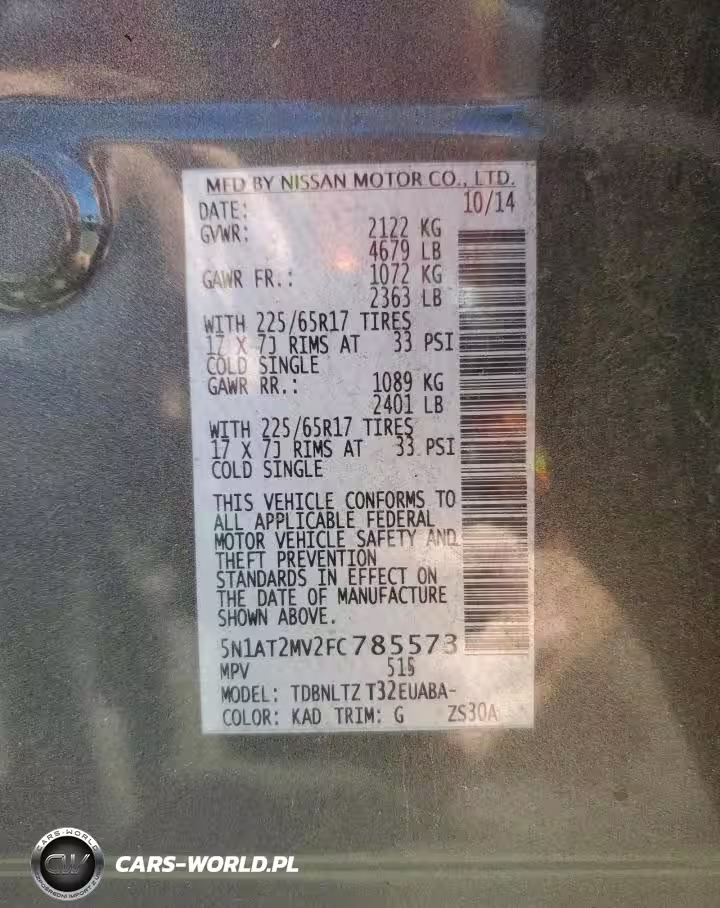 MFD BY NISSAN MOTOR CO., LTD.
DATE: 10/14
GVWR: 2122 KG
4679 LB
GAWR FR.: 1072 KG
2363 LB
WITH 225/65R17 TIRES
17 X 7J RIMS AT 33 PSI
COLD SINGLE
GAWR RR.: 1089 KG
2401 LB
WITH 225/65R17 TIRES
17 X 7J RIMS AT 33 PSI
COLD SINGLE
THIS VEHICLE CONFORMS TO
ALL APPLICABLE FEDERAL
MOTOR VEHICLE SAFETY AND
THEFT PREVENTION
STANDARDS IN EFFECT ON
THE DATE OF MANUFACTURE
SHOWN ABOVE.
5N1AT2MV2FC785573
MPV
MODEL: TDBNLTZ T32EUABA-
COLOR: KAD TRIM: G ZS30A
CARS-WORLD
CW
CARS-WORLD.PL